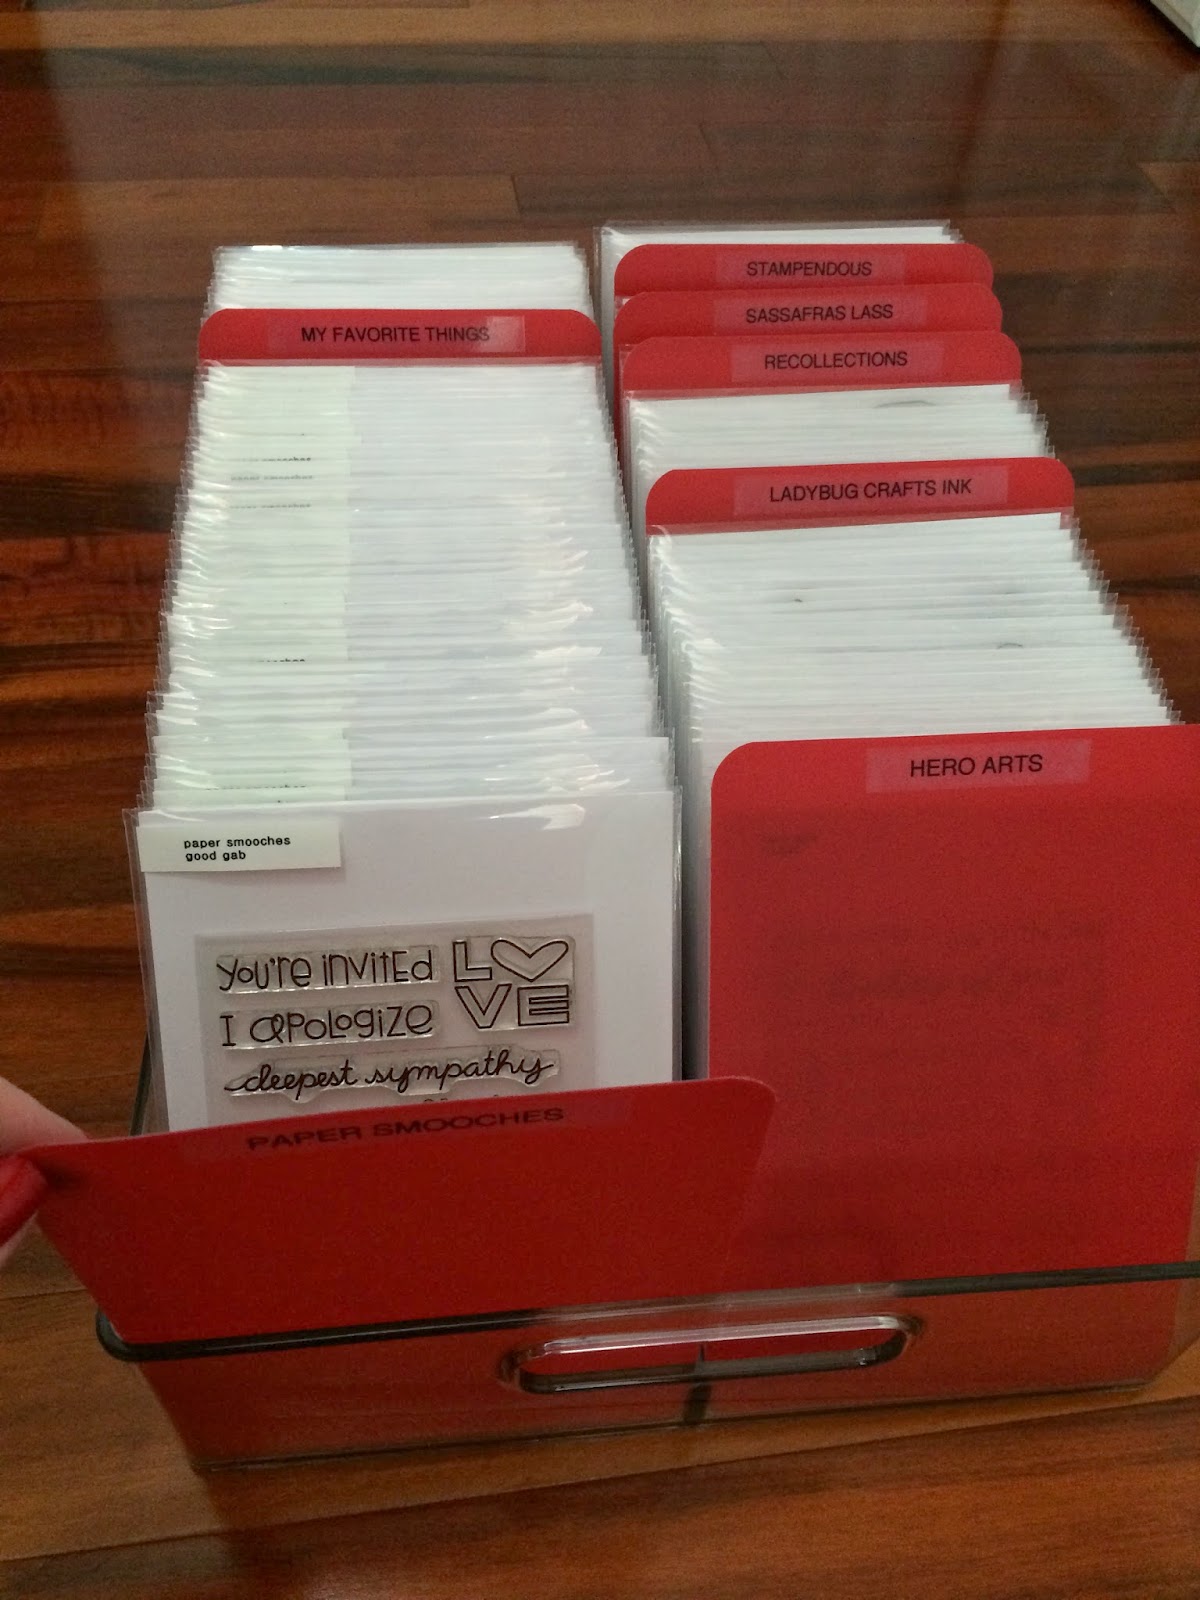 STAMPENDOUS
SASSAFRAS LASS
MY FAVORITE THINGS
RECOLLECTIONS
LADYBUG CRAFTS INK
HERO ARTS
paper smooches
good gab
you're invited
LOVE
I apologize
deepest sympathy
PAPER SMOOCHES